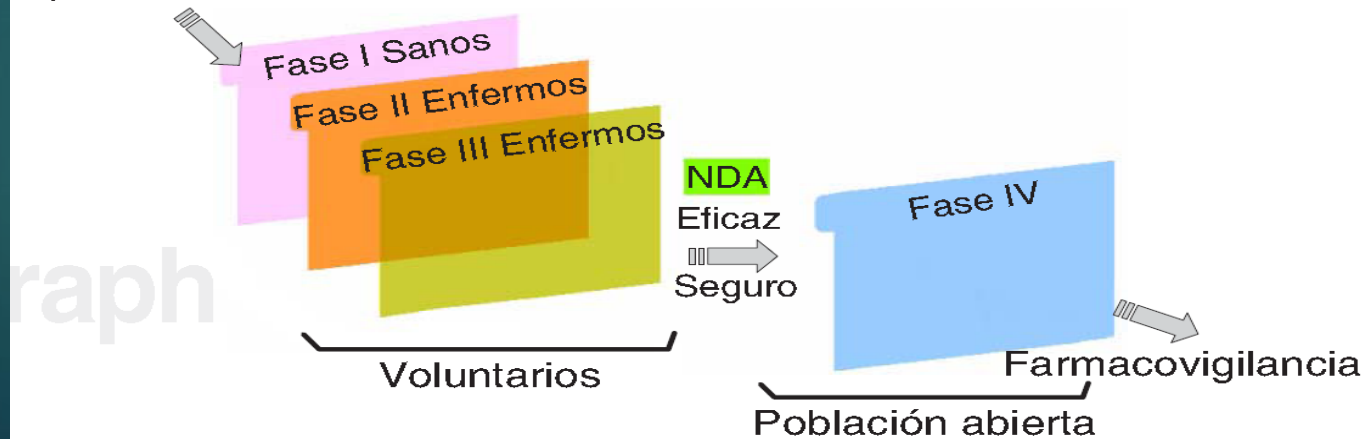 Fase I Sanos
Fase II Enfermos
Fase III Enfermos
NDA
Eficaz
Seguro
Fase IV
raph
Voluntarios
Farmacovigilancia
Población abierta